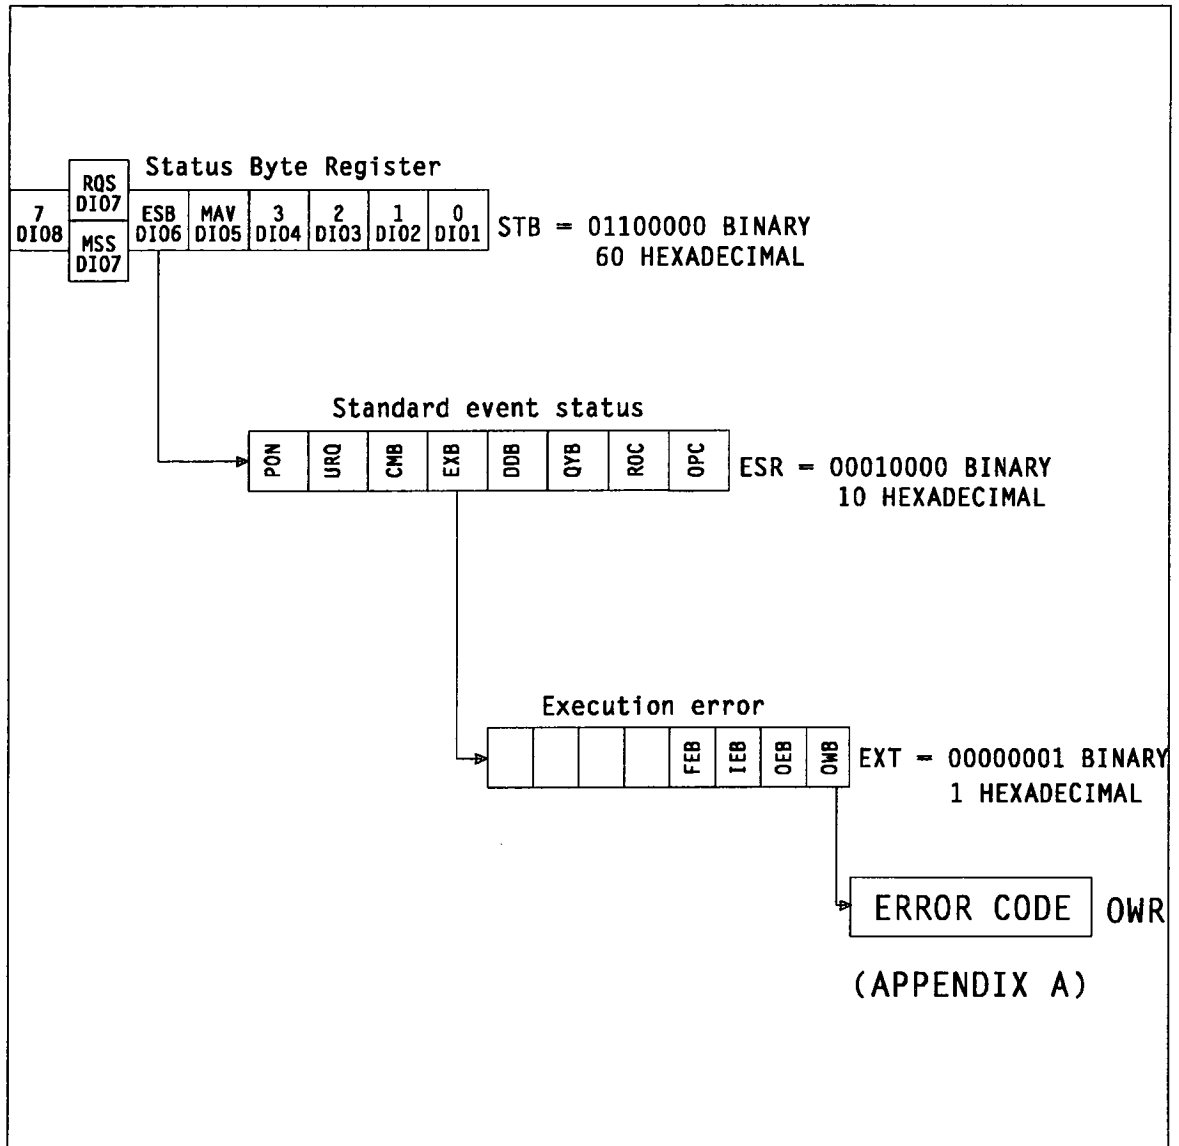 Status Byte Register
RQS
DIO7
7
DIO8
MSS
DIO7
ESB
DIO6
MAV
DIO5
3
DIO4
2
DIO3
1
DIO2
0
DIO1
STB = 01100000 BINARY
60 HEXADECIMAL
Standard event status
PON
URQ
CMB
EXB
DDB
QYB
ROC
OPC
ESR = 00010000 BINARY
10 HEXADECIMAL
Execution error
FEB
IEB
OEB
OWB
EXT = 00000001 BINARY
1 HEXADECIMAL
ERROR CODE
OWR
(APPENDIX A)